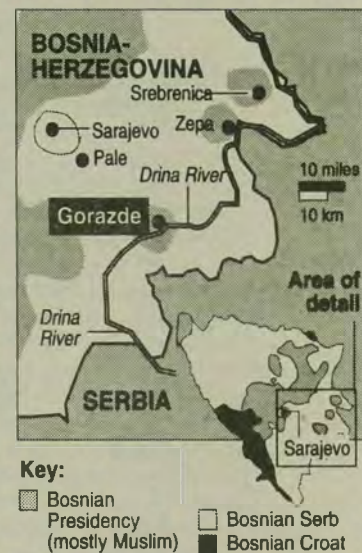 BOSNIA-
HERZEGOVINA
Srebrenica
Sarajevo
Zepa
Pale
Drina River
10 miles
10 km
Gorazde
Area of
detail
Drina
River
SERBIA
Sarajevo
Key:
Bosnian
Presidency
(mostly Muslim)
Bosnian Serb
Bosnian Croat